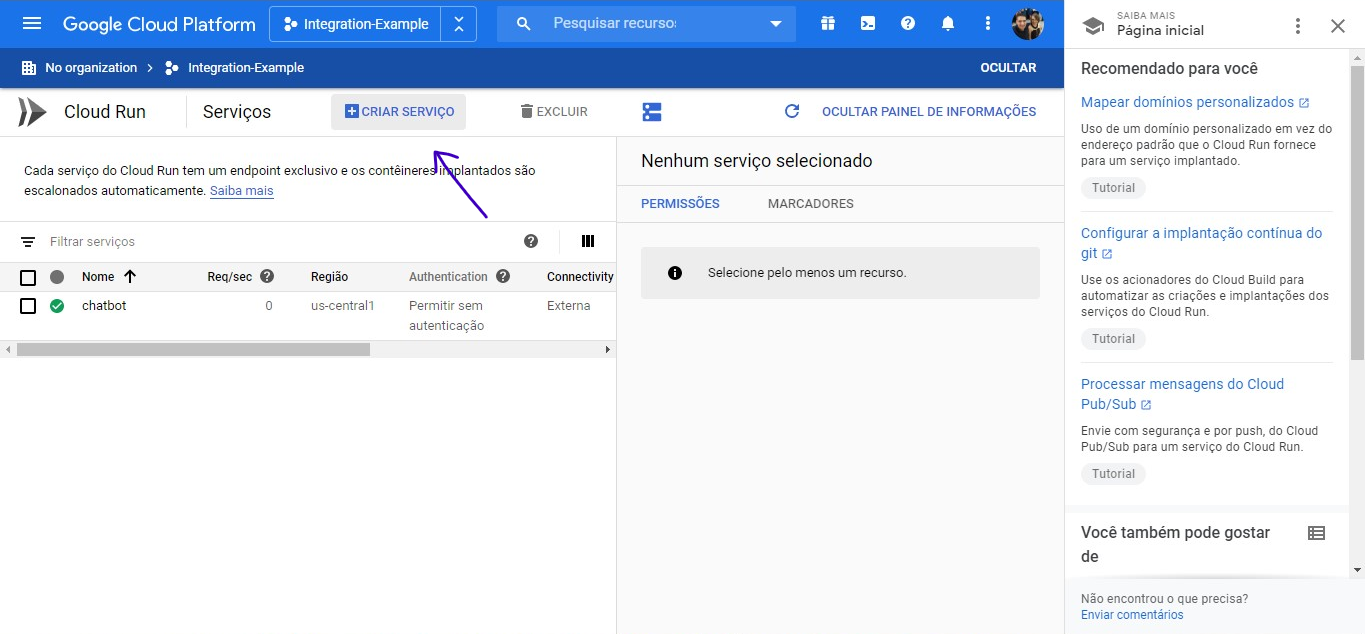 Google Cloud Platform
Integration-Example
Pesquisar recurso:
No organization
Integration-Example
OCULTAR
Cloud Run
Serviços
CRIAR SERVIÇO
EXCLUIR
OCULTAR PAINEL DE INFORMAÇÕES
Cada serviço do Cloud Run tem um endpoint exclusivo e os contêineres implantados são
escalonados automaticamente. Saiba mais
Filtrar serviços
Nome Req/sec Região Authentication Connectivity
chatbot 0 us-central1 Permitir sem Externa
autenticação
Nenhum serviço selecionado
PERMISSÕES MARCADORES
Selecione pelo menos um recurso.
SAIBA MAIS
Página inicial
Recomendado para você
Mapear domínios personalizados
Uso de um domínio personalizado em vez do
endereço padrão que o Cloud Run fornece
para um serviço implantado.
Tutorial
Configurar a implantação contínua do
git
Use os acionadores do Cloud Build para
automatizar as criações e implantações dos
serviços do Cloud Run.
Tutorial
Processar mensagens do Cloud
Pub/Sub
Envie com segurança e por push, do Cloud
Pub/Sub para um serviço do Cloud Run.
Tutorial
Você também pode gostar
de
Não encontrou o que precisa?
Enviar comentários